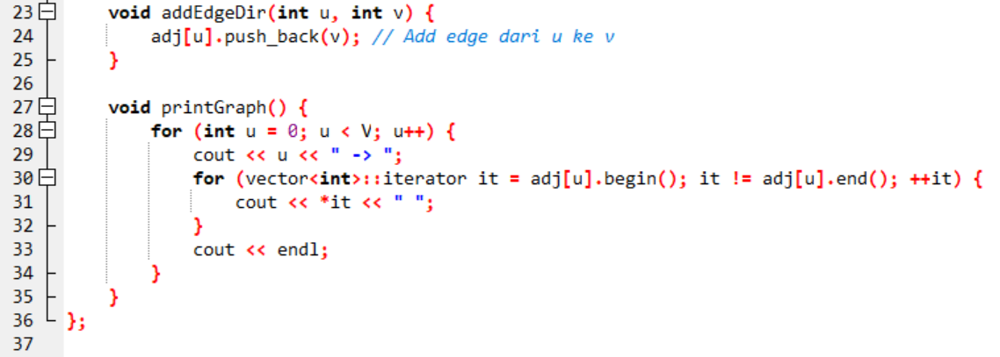 23 void addEdgeDir(int u, int v) {
24 adj[u].push_back(v); // Add edge dari u ke v
25 }
26
27 void printGraph() {
28 for (int u = 0; u < V; u++) {
29 cout << u << " -> ";
30 for (vector<int>::iterator it = adj[u].begin(); it != adj[u].end(); ++it) {
31 cout << *it << " ";
32 }
33 cout << endl;
34 }
35 }
36 };
37